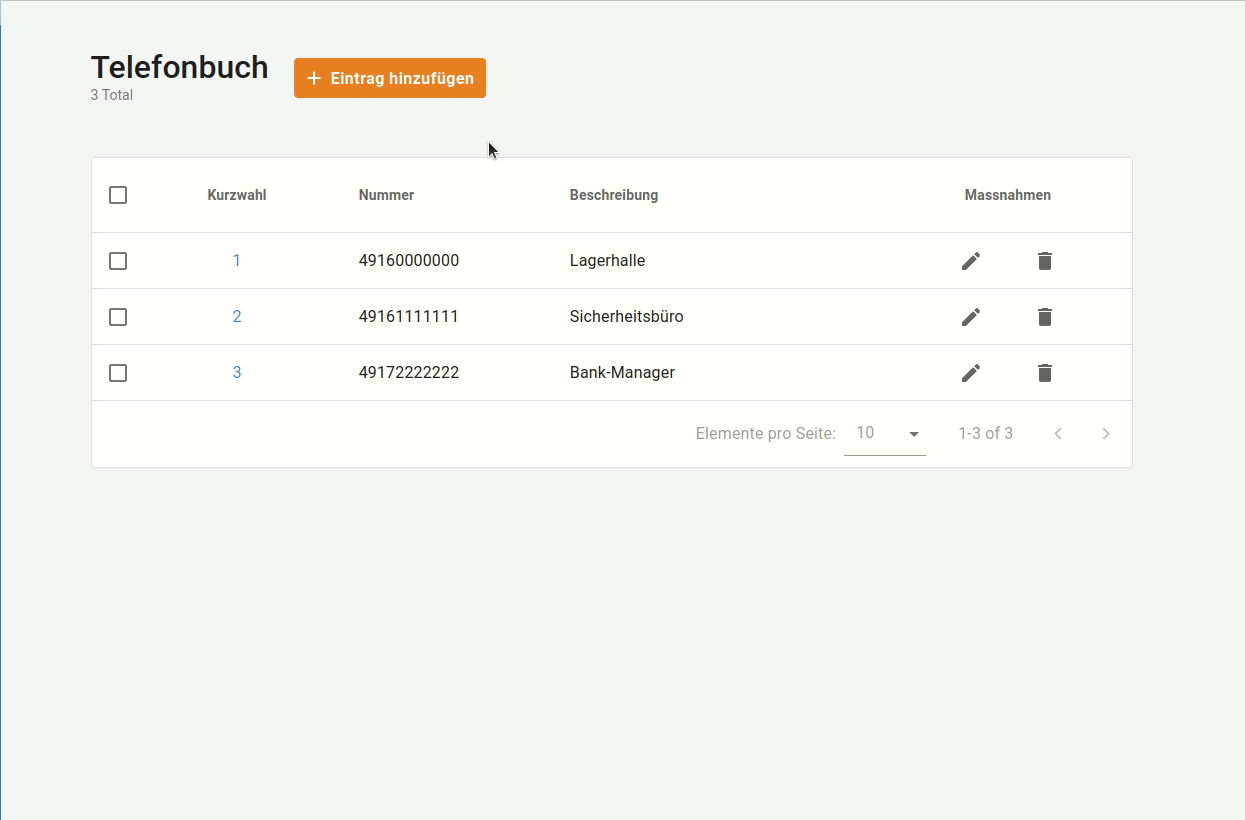 Telefonbuch
+ Eintrag hinzufügen
3 Total
Kurzwahl Nummer Beschreibung Massnahmen
1 49160000000 Lagerhalle
2 49161111111 Sicherheitsbüro
3 49172222222 Bank-Manager
Elemente pro Seite: 10 1-3 of 3